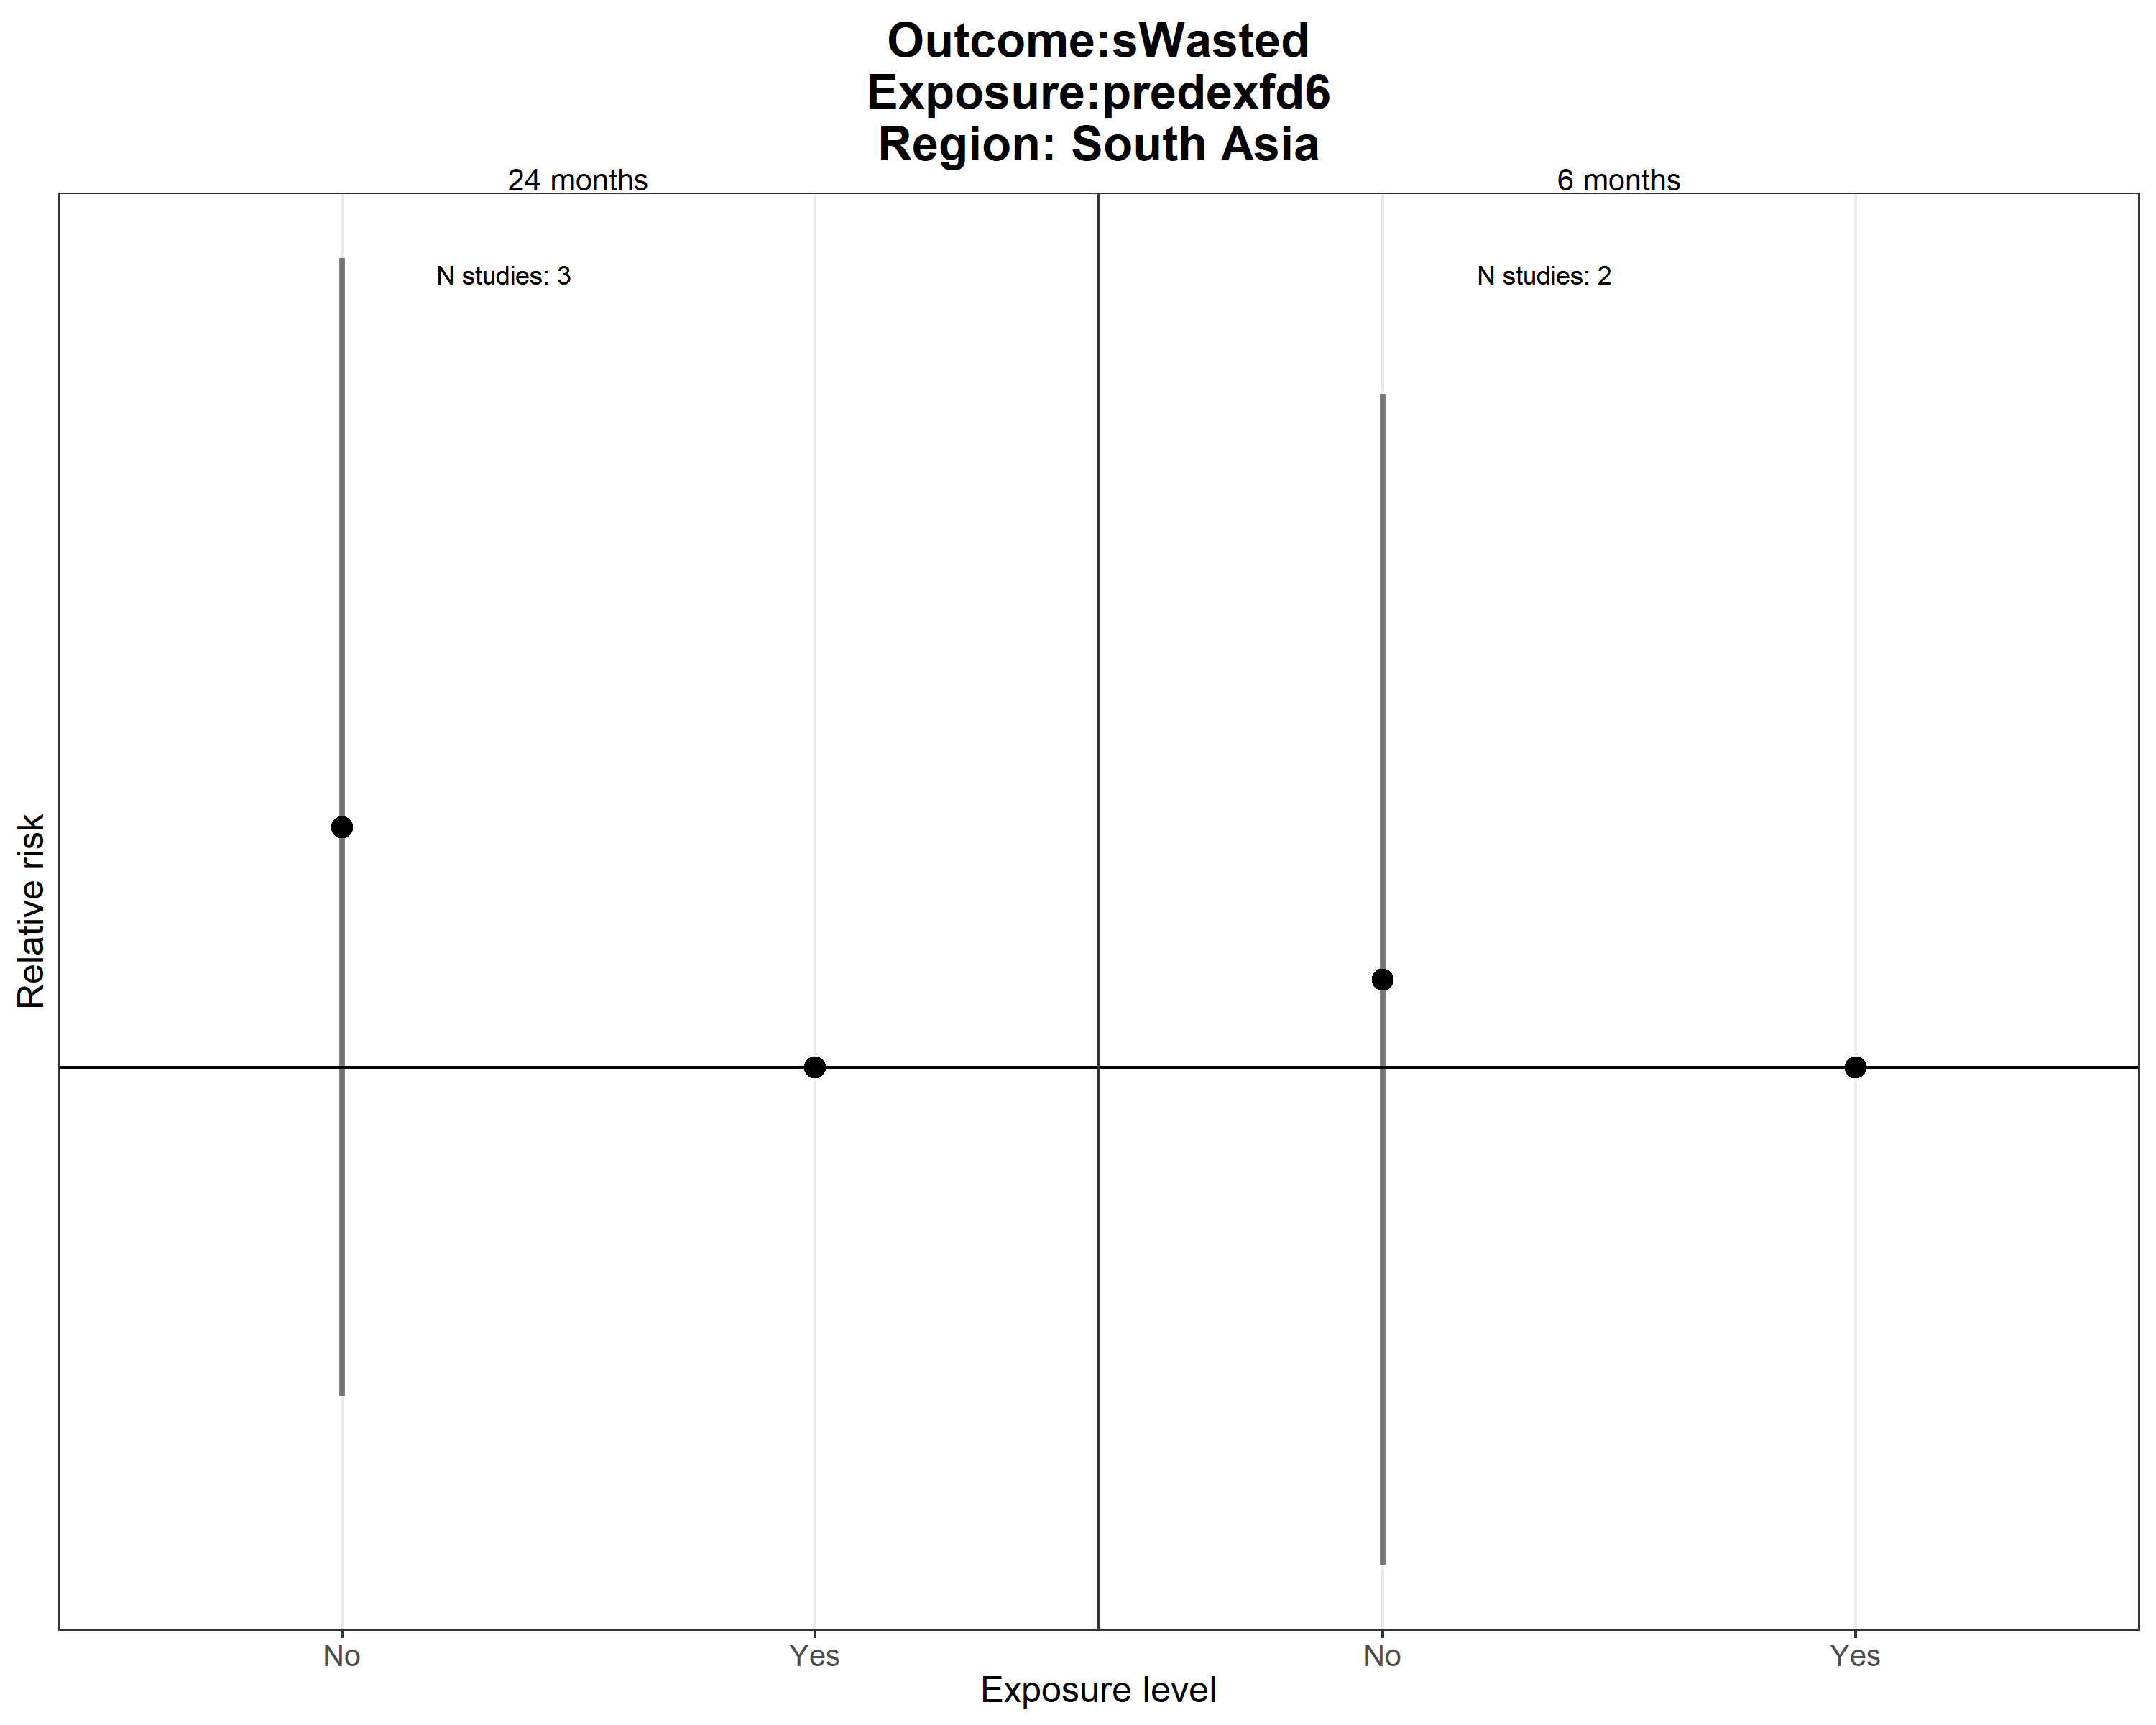 Outcome:sWasted
Exposure:predexfd6
Region: South Asia
24 months
6 months
N studies: 3
N studies: 2
Relative risk
No
Yes
No
Yes
Exposure level